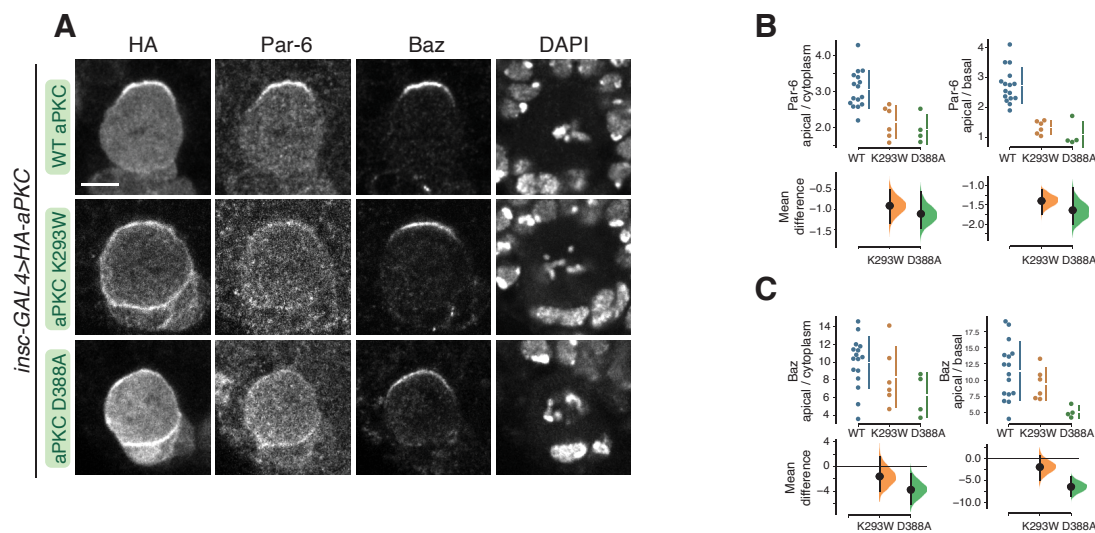 A
HA
Par-6
Baz
DAPI
insc-GAL4>HA-aPKC
WT aPKC
aPKC K293W
aPKC D388A
B
Par-6
apical / cytoplasm
4.0
3.0
2.0
WT K293W D388A
Par-6
apical / basal
4
3
2
1
WT K293W D388A
Mean
difference
−0.5
−1.0
−1.5
K293W D388A
−1.0
−1.5
−2.0
K293W D388A
C
Baz
apical / cytoplasm
14
12
10
8
6
4
WT K293W D388A
Baz
apical / basal
17.5
15.0
12.5
10.0
7.5
5.0
WT K293W D388A
Mean
difference
4
0
−4
K293W D388A
0.0
−5.0
−10.0
K293W D388A